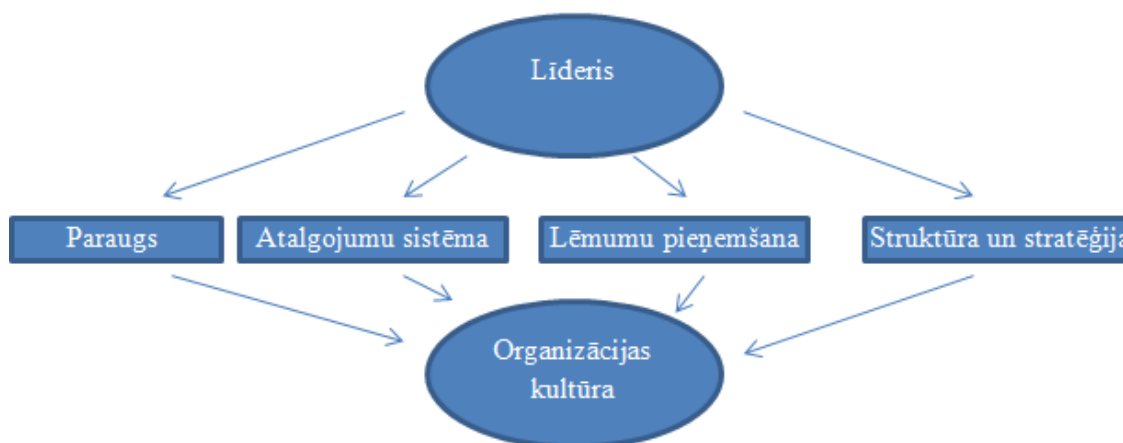 Līderis
Paraugs
Atalgojumu sistēma
Lēmumu pieņemšana
Struktūra un stratēģija
Organizācijas
kultūra